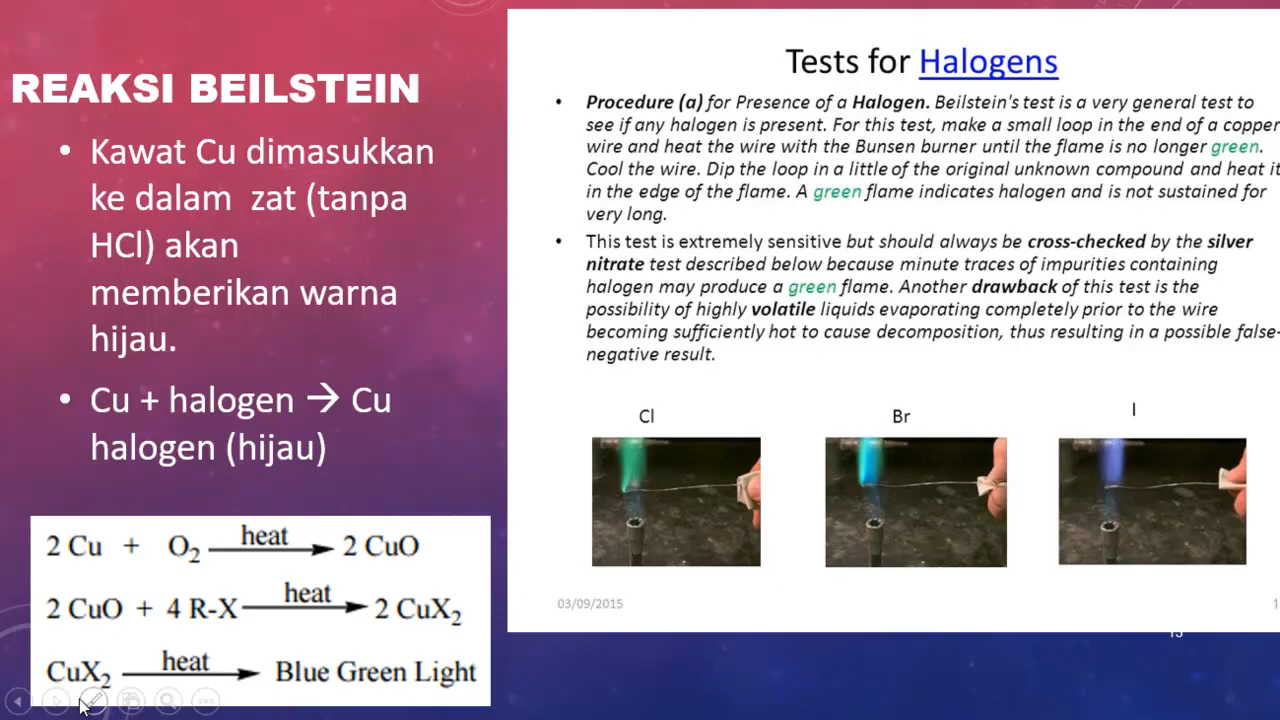 REAKSI BEILSTEIN
• Kawat Cu dimasukkan
ke dalam zat (tanpa
HCl) akan
memberikan warna
hijau.
• Cu + halogen → Cu
halogen (hijau)
2 Cu + O₂ heat → 2 CuO
2 CuO + 4 R-X heat → 2 CuX₂
CuX₂ heat → Blue Green Light
Tests for Halogens
• Procedure (a) for Presence of a Halogen. Beilstein's test is a very general test to
see if any halogen is present. For this test, make a small loop in the end of a copper
wire and heat the wire with the Bunsen burner until the flame is no longer green.
Cool the wire. Dip the loop in a little of the original unknown compound and heat it
in the edge of the flame. A green flame indicates halogen and is not sustained for
very long.
• This test is extremely sensitive but should always be cross-checked by the silver
nitrate test described below because minute traces of impurities containing
halogen may produce a green flame. Another drawback of this test is the
possibility of highly volatile liquids evaporating completely prior to the wire
becoming sufficiently hot to cause decomposition, thus resulting in a possible false-
negative result.
Cl Br I
03/09/2015